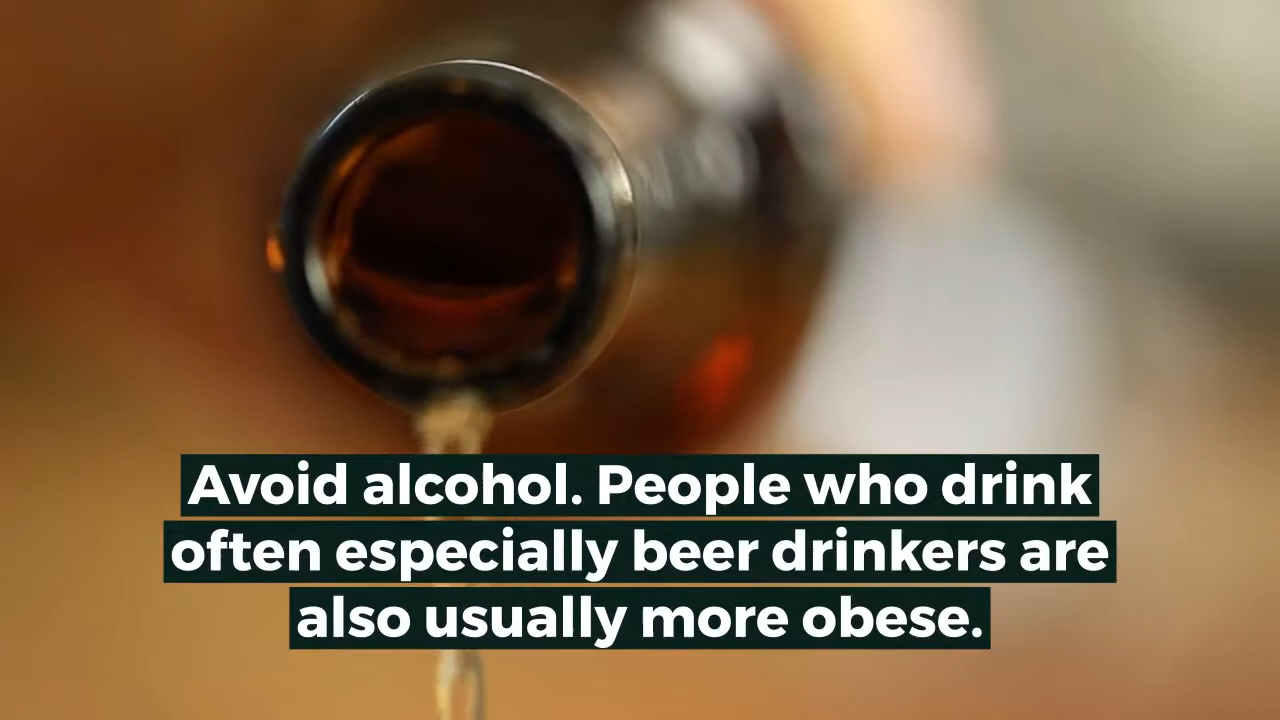 Avoid alcohol. People who drink
often especially beer drinkers are
also usually more obese.